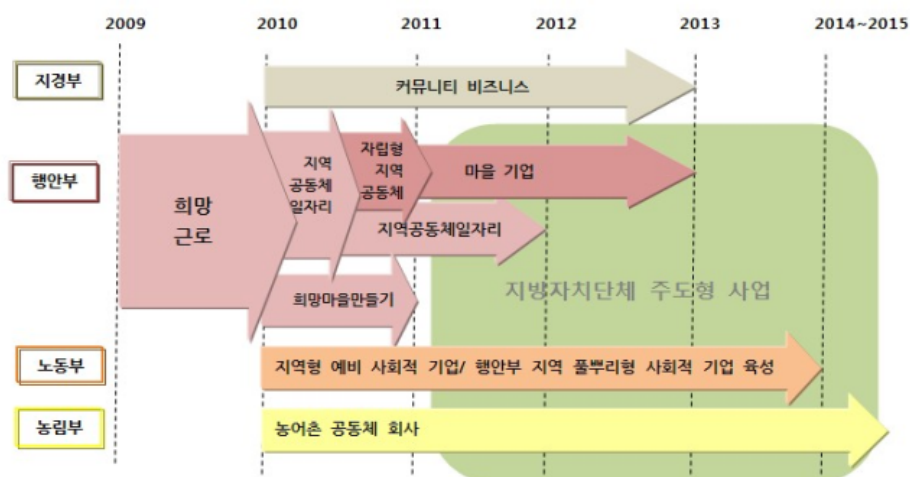 2009 2010 2011 2012 2013 2014~2015
지경부
커뮤니티 비즈니스
행안부
희망
근로
지역
공동체
일자리
자립형
지역
공동체
마을 기업
지역공동체일자리
희망마을만들기
지방자치단체 주도형 사업
노동부
지역형 예비 사회적 기업/ 행안부 지역 풀뿌리형 사회적 기업 육성
농림부
농어촌 공동체 회사